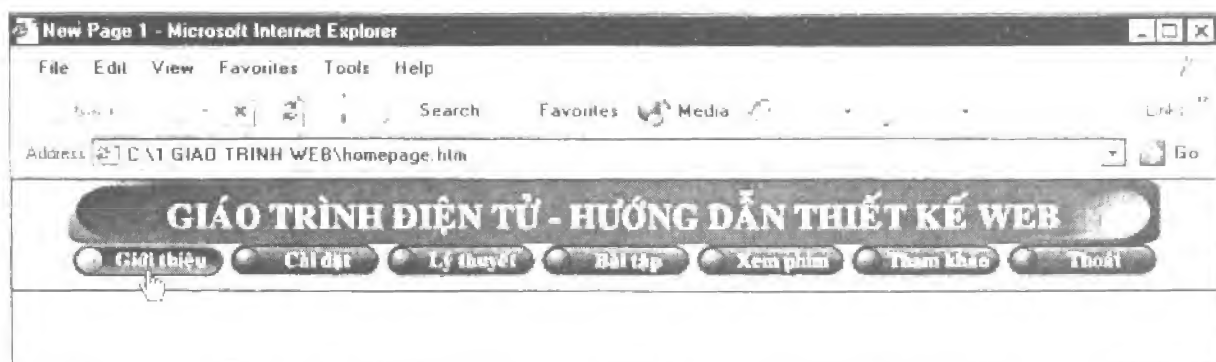 New Page 1 - Microsoft Internet Explorer
File Edit View Favorites Tools Help
Search Favorites Media Links
Address C:\1 GIAO TRINH WEB\homepage.htm Go
GIÁO TRÌNH ĐIỆN TỬ - HƯỚNG DẪN THIẾT KẾ WEB
Giới thiệu Cài đặt Lý thuyết Bài tập Xem phim Tham khảo Thoát